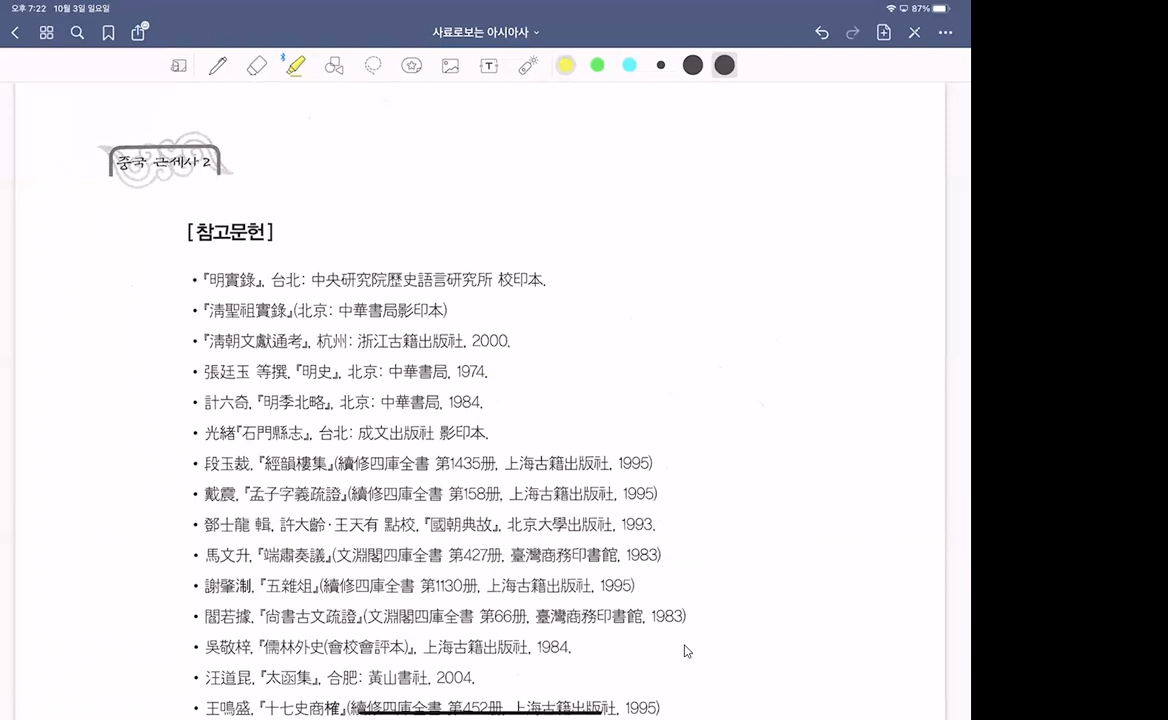 오후 7:22 10월 3일 일요일
87%
사료로보는 아시아사
중국 근세사 2
[참고문헌]
• 『明實錄』, 台北: 中央研究院歷史語言研究所 校印本.
• 『淸聖祖實錄』(北京: 中華書局影印本)
• 『淸朝文獻通考』, 杭州: 浙江古籍出版社, 2000.
• 張廷玉 等撰, 『明史』, 北京: 中華書局, 1974.
• 計六奇, 『明季北略』, 北京: 中華書局, 1984.
• 光緖『石門縣志』, 台北: 成文出版社 影印本.
• 段玉裁, 『經韻樓集』(續修四庫全書 第1435册, 上海古籍出版社, 1995)
• 戴震, 『孟子字義疏證』(續修四庫全書 第158册, 上海古籍出版社, 1995)
• 鄧士龍 輯, 許大齡·王天有 點校, 『國朝典故』, 北京大學出版社, 1993.
• 馬文升, 『端肅奏議』(文淵閣四庫全書 第427册, 臺灣商務印書館, 1983)
• 謝肇淛, 『五雜俎』(續修四庫全書 第1130册, 上海古籍出版社, 1995)
• 閻若據, 『尙書古文疏證』(文淵閣四庫全書 第66册, 臺灣商務印書館, 1983)
• 吳敬梓, 『儒林外史(會校會評本)』, 上海古籍出版社, 1984.
• 汪道昆, 『太函集』, 合肥: 黃山書社, 2004.
• 王鳴盛, 『十七史商榷』(續修四庫全書 第452册, 上海古籍出版社, 1995)